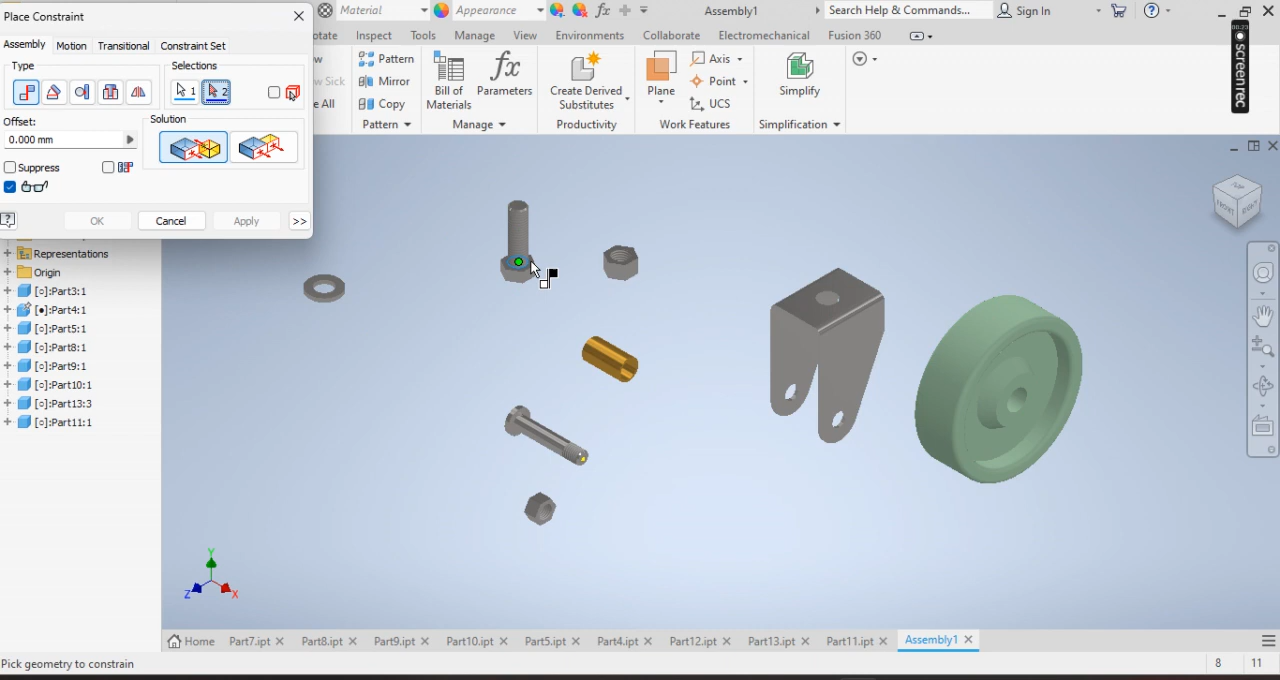 Place Constraint
Material
Appearance
Assembly1
Search Help & Commands...
Sign In
Inspect
Tools
Manage
View
Environments
Collaborate
Electromechanical
Fusion 360
Assembly
Motion
Transitional
Constraint Set
Type
Selections
1
2
Offset:
0.000 mm
Solution
Suppress
OK
Cancel
Apply
>>
Pattern
Mirror
Copy
Pattern
Bill of
Materials
fx
Parameters
Manage
Create Derived
Substitutes
Productivity
Plane
Axis
Point
UCS
Work Features
Simplify
Simplification
screenrec
Representations
Origin
[o]:Part3:1
[•]:Part4:1
[o]:Part5:1
[o]:Part8:1
[o]:Part9:1
[o]:Part10:1
[o]:Part13:3
[o]:Part11:1
FRONT
RIGHT
Y
Z
X
Home
Part7.ipt
Part8.ipt
Part9.ipt
Part10.ipt
Part5.ipt
Part4.ipt
Part12.ipt
Part13.ipt
Part11.ipt
Assembly1
Pick geometry to constrain
8
11